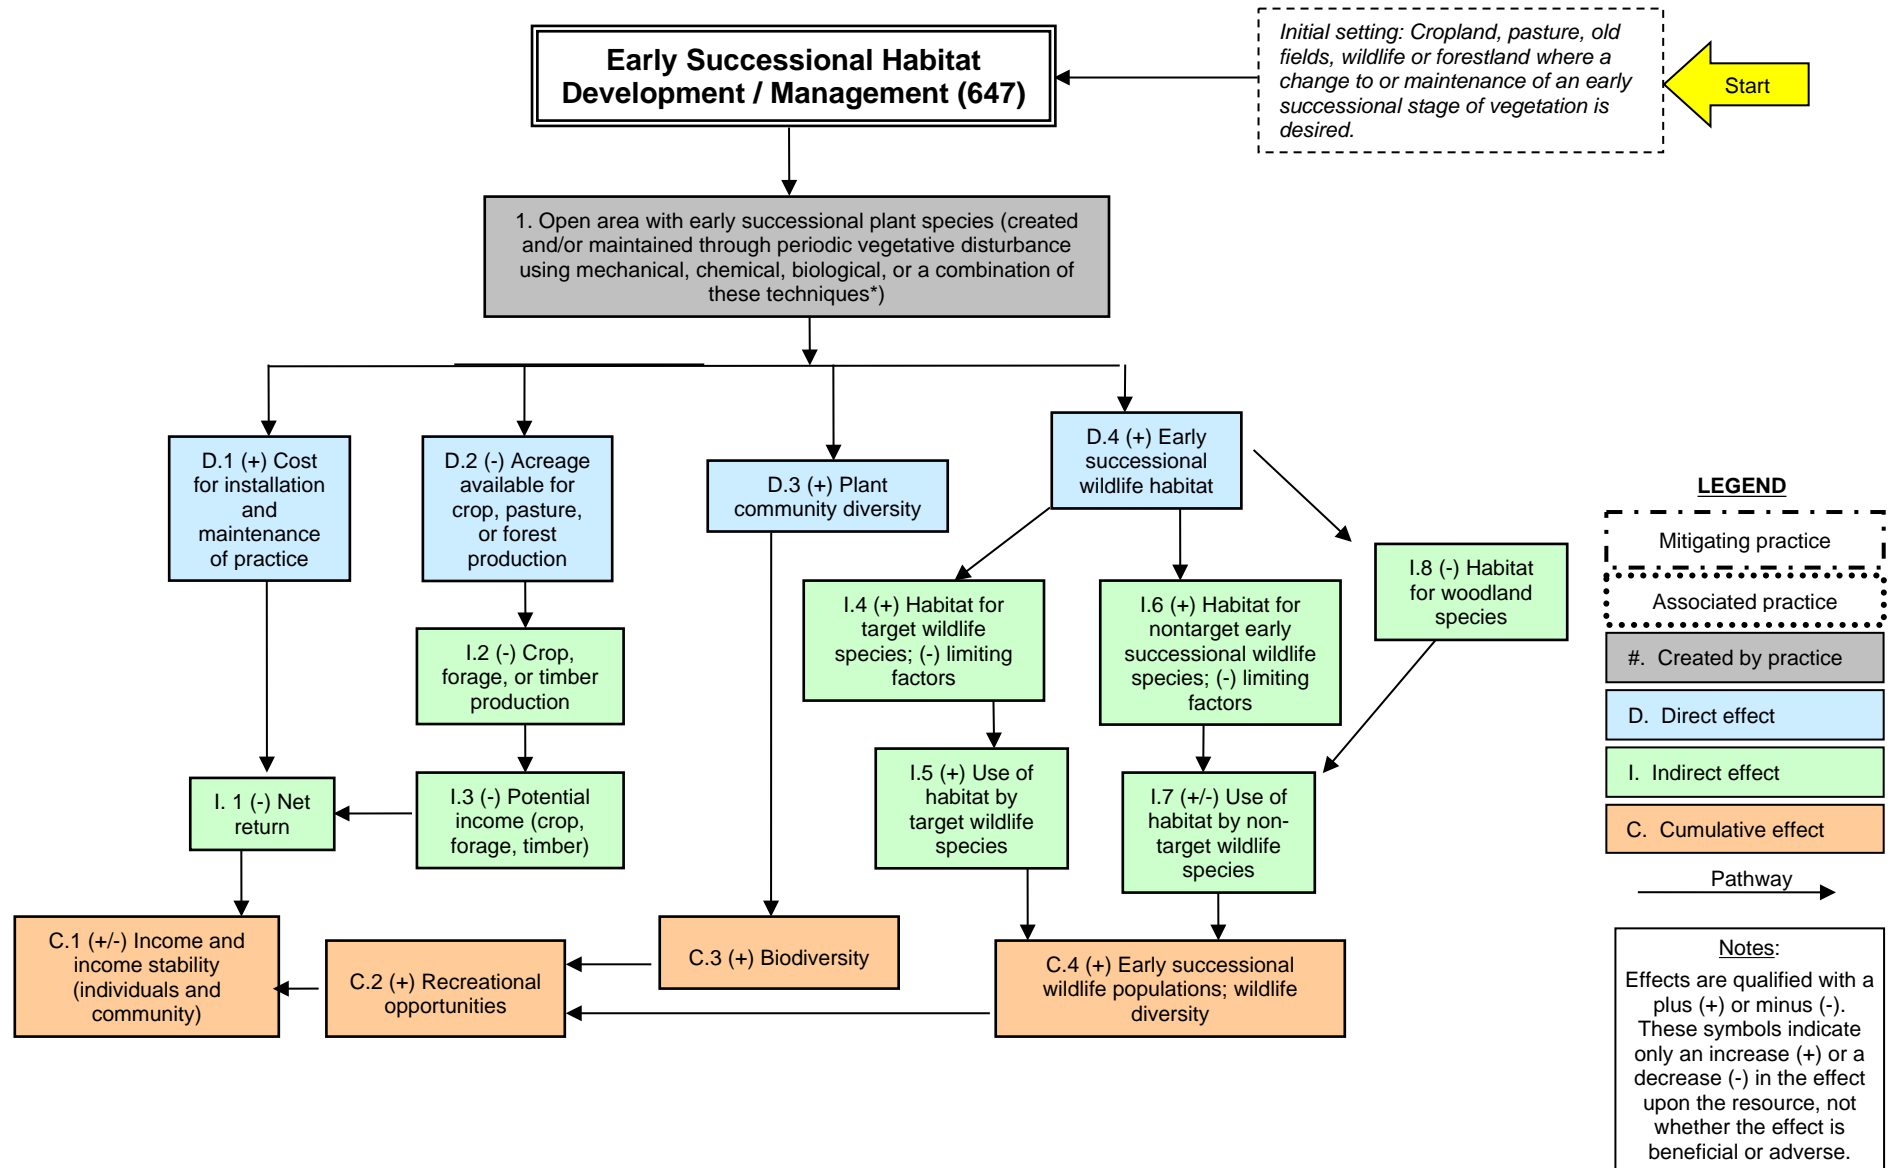 Early Successional Habitat
Development / Management (647)
Initial setting: Cropland, pasture, old
fields, wildlife or forestland where a
change to or maintenance of an early
successional stage of vegetation is
desired.
Start
1. Open area with early successional plant species (created
and/or maintained through periodic vegetative disturbance
using mechanical, chemical, biological, or a combination of
these techniques*)
D.1 (+) Cost
for installation
and
maintenance
of practice
D.2 (-) Acreage
available for
crop, pasture,
or forest
production
D.3 (+) Plant
community diversity
D.4 (+) Early
successional
wildlife habitat
I.2 (-) Crop,
forage, or timber
production
I.4 (+) Habitat for
target wildlife
species; (-) limiting
factors
I.6 (+) Habitat for
nontarget early
successional wildlife
species; (-) limiting
factors
I.8 (-) Habitat
for woodland
species
I. 1 (-) Net
return
I.3 (-) Potential
income (crop,
forage, timber)
I.5 (+) Use of
habitat by
target wildlife
species
I.7 (+/-) Use of
habitat by non-
target wildlife
species
C.1 (+/-) Income and
income stability
(individuals and
community)
C.2 (+) Recreational
opportunities
C.3 (+) Biodiversity
C.4 (+) Early successional
wildlife populations; wildlife
diversity
LEGEND
Mitigating practice
Associated practice
#. Created by practice
D. Direct effect
I. Indirect effect
C. Cumulative effect
Pathway
Notes:
Effects are qualified with a
plus (+) or minus (-).
These symbols indicate
only an increase (+) or a
decrease (-) in the effect
upon the resource, not
whether the effect is
beneficial or adverse.